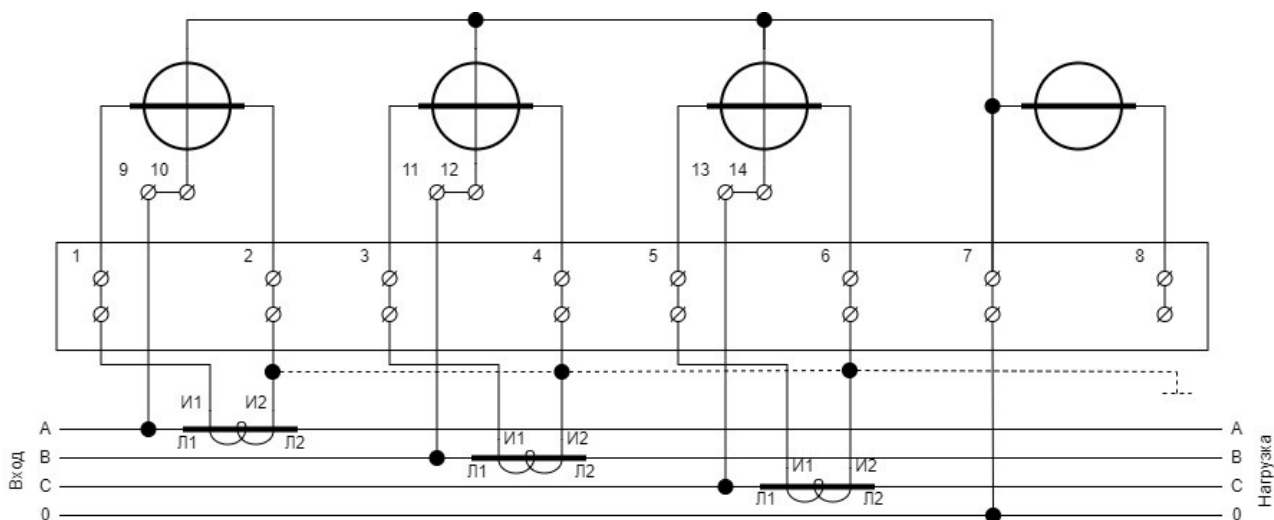 9 10 11 12 13 14
1 2 3 4 5 6 7 8
И1 И2
A Л1 Л2 A
И1 И2
B Л1 Л2 B
И1 И2
C Л1 Л2 C
0 0
Вход
Нагрузка